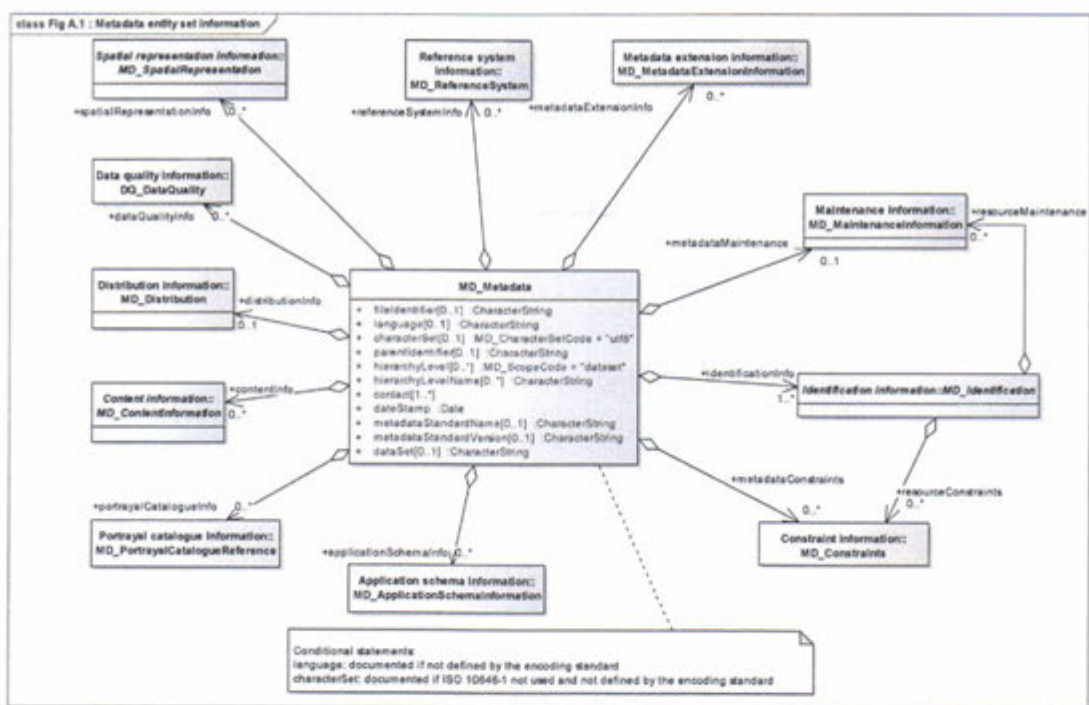 class Fig A.1 : Metadata entity set information
Spatial representation information::
MD_SpatialRepresentation
Reference system
information::
MD_ReferenceSystem
Metadata extension information::
MD_MetadataExtensionInformation
+spatialRepresentationInfo 0..*
+referenceSystemInfo 0..*
+metadataExtensionInfo 0..*
Data quality information::
DQ_DataQuality
+dataQualityInfo 0..*
Maintenance information::
MD_MaintenanceInformation
+resourceMaintenance
0..*
+metadataMaintenance
0..1
Distribution information::
MD_Distribution
+distributionInfo
0..1
MD_Metadata
+ fileIdentifier[0..1] :CharacterString
+ language[0..1] :CharacterString
+ characterSet[0..1] :MD_CharacterSetCode = "utf8"
+ parentIdentifier[0..1] :CharacterString
+ hierarchyLevel[0..*] :MD_ScopeCode = "dataset"
+ hierarchyLevelName[0..*] :CharacterString
+ contact[1..*]
+ dateStamp :Date
+ metadataStandardName[0..1] :CharacterString
+ metadataStandardVersion[0..1] :CharacterString
+ dataSet[0..1] :CharacterString
+identificationInfo
1..*
Identification information::MD_Identification
Content information::
MD_ContentInformation
+contentInfo
0..*
+metadataConstraints
0..*
+resourceConstraints
0..*
+portrayalCatalogueInfo 0..*
Portrayal catalogue information::
MD_PortrayalCatalogueReference
Constraint information::
MD_Constraints
+applicationSchemaInfo 0..*
Application schema information::
MD_ApplicationSchemaInformation
Conditional statements:
language: documented if not defined by the encoding standard
characterSet: documented if ISO 10646-1 not used and not defined by the encoding standard